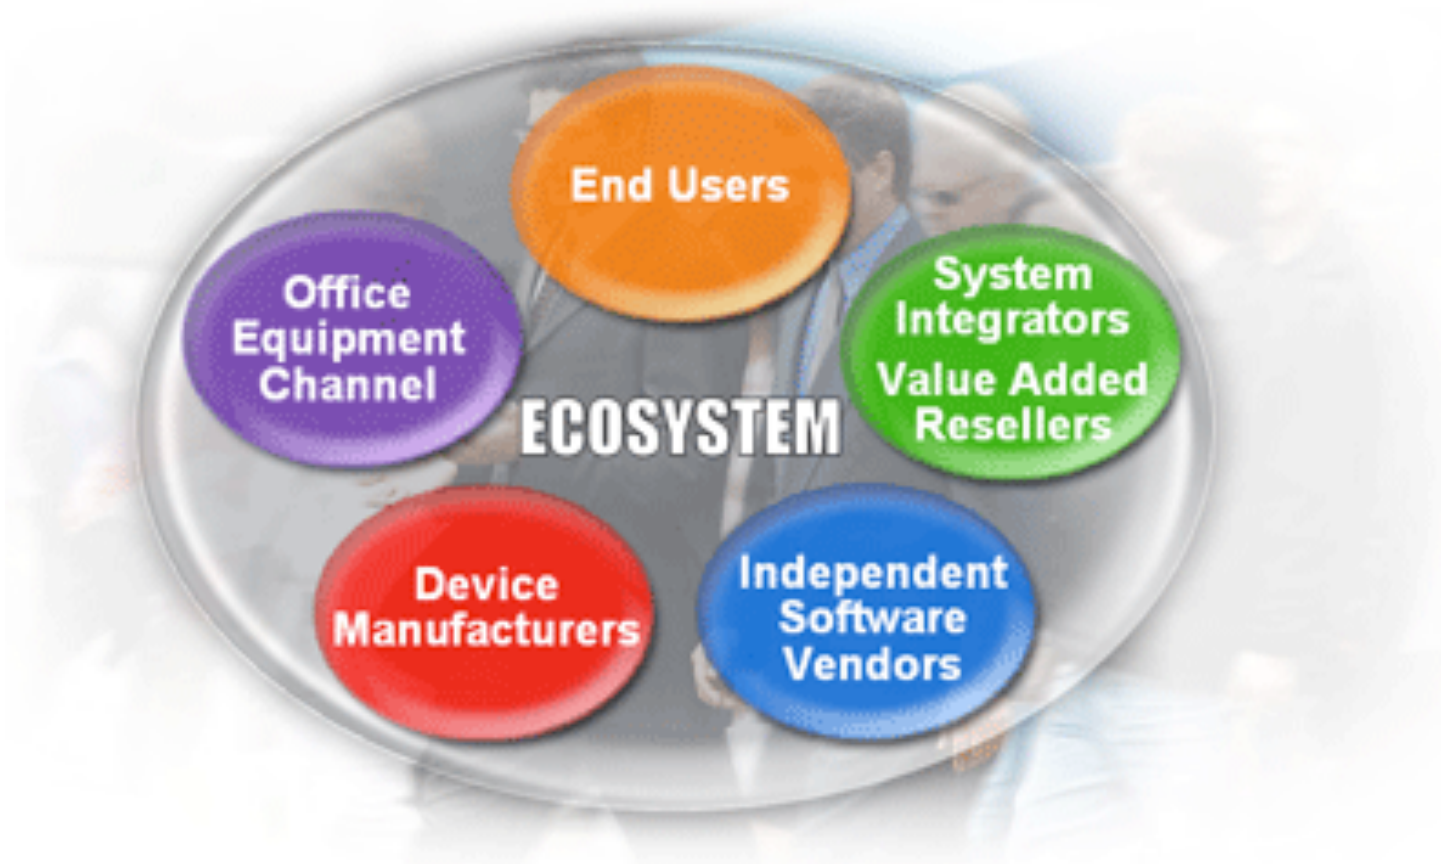 End Users
Office
Equipment
Channel
System
Integrators
Value Added
Resellers
ECOSYSTEM
Device
Manufacturers
Independent
Software
Vendors